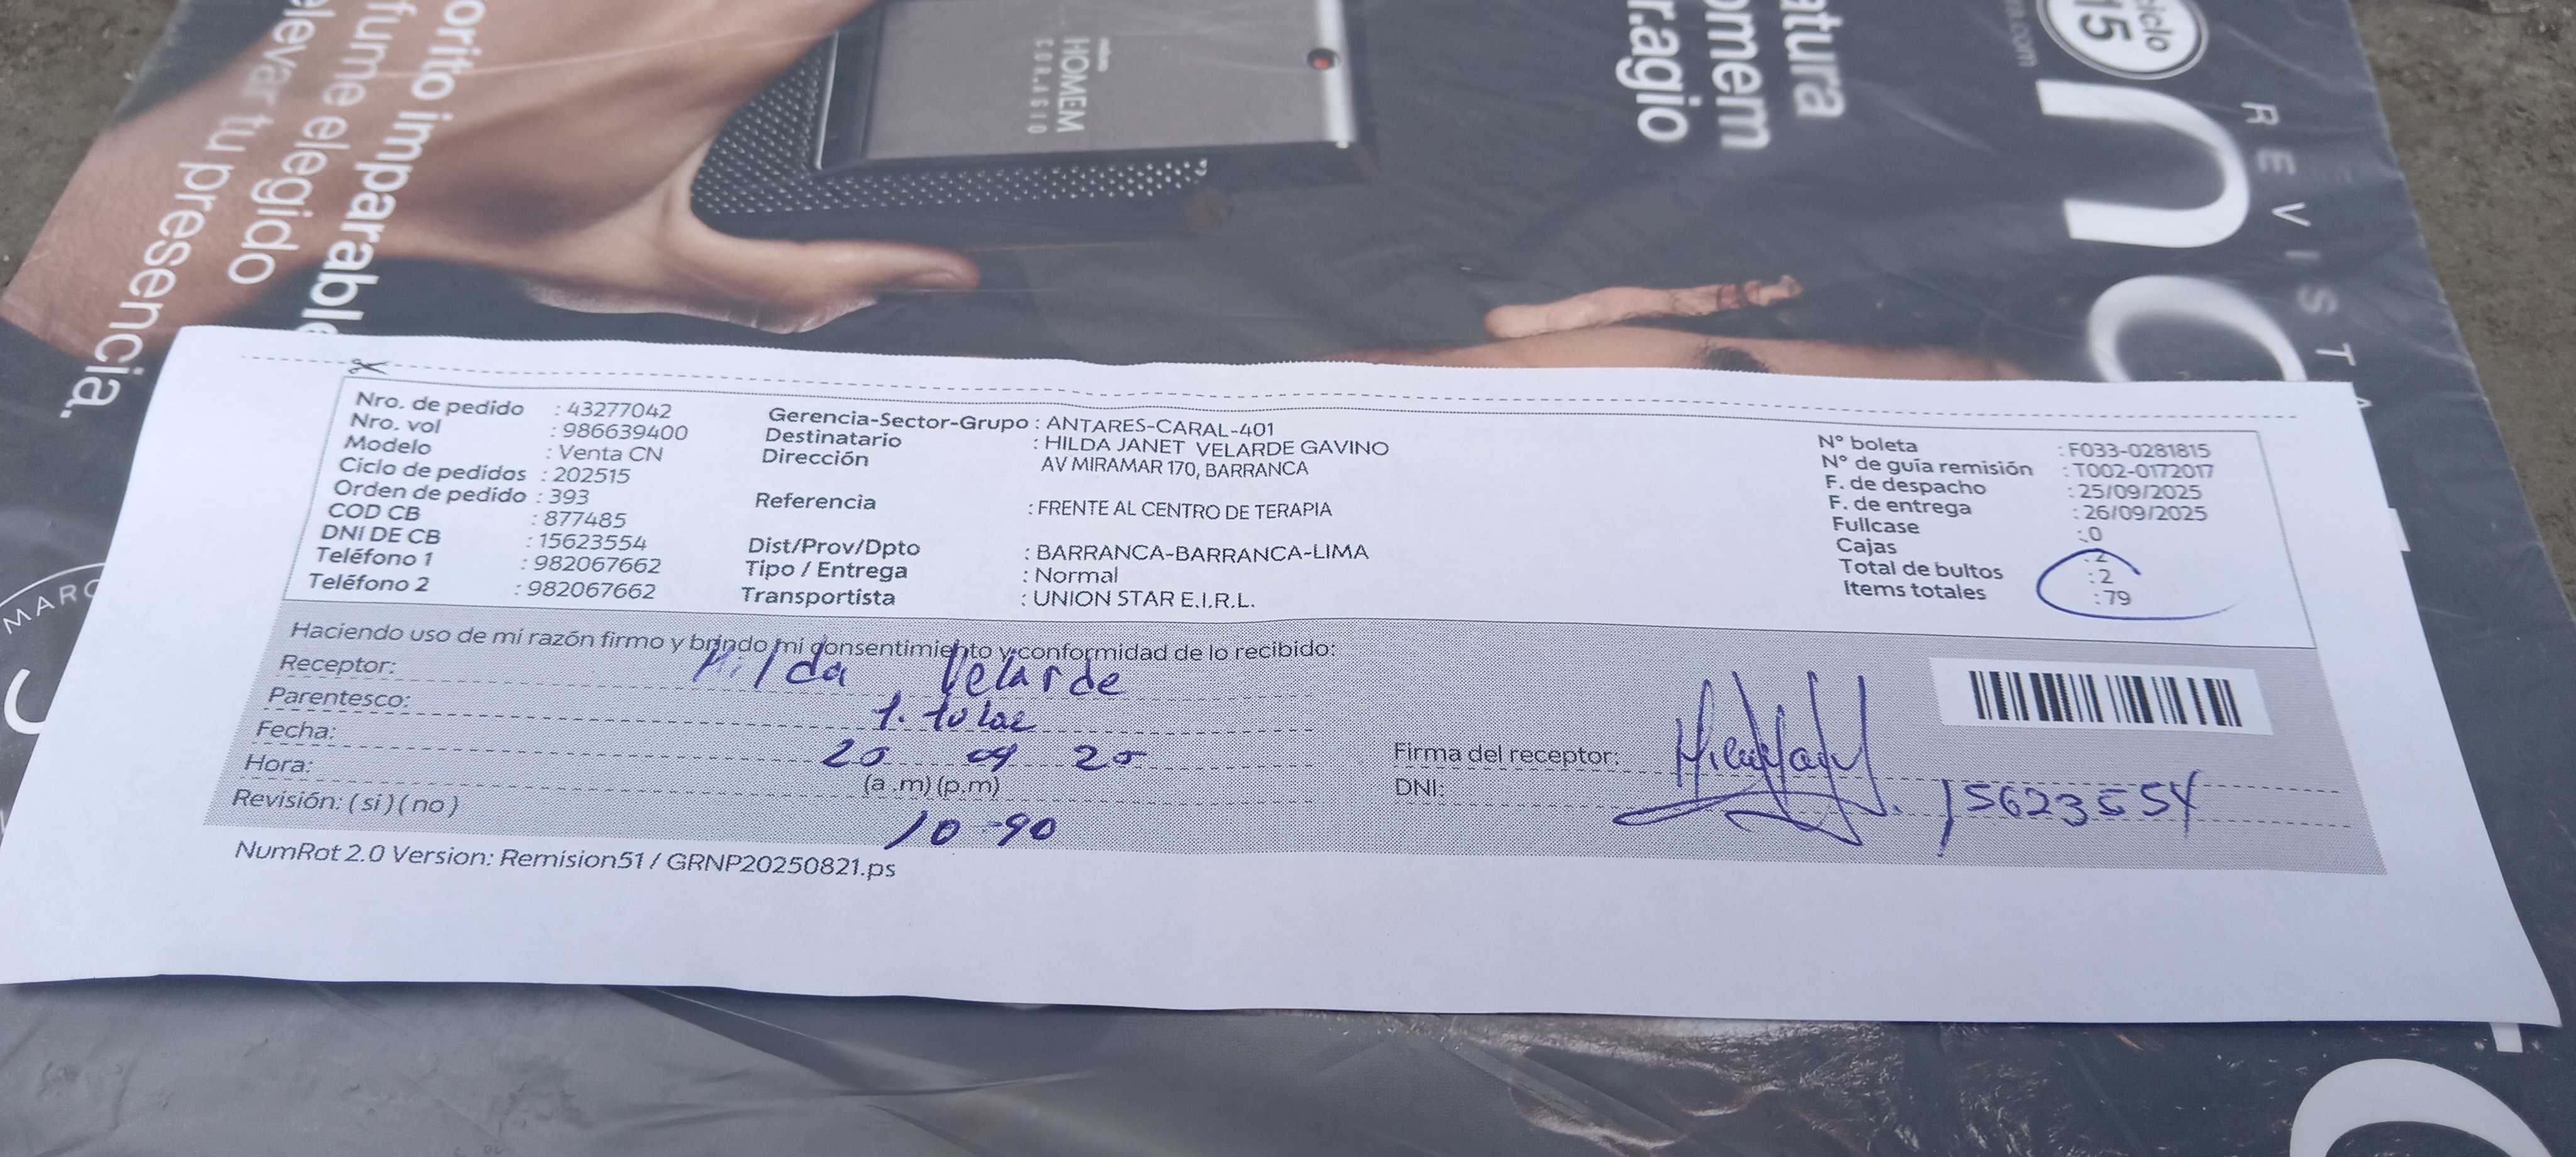 orito imparable
fume elegido
elevar tu presencia.
natura
HOMEM
COR.AGIO
atura
omem
r.agio
ciclo
15
REVISTA
MARC
Nro. de pedido : 43277042
Nro. vol : 986639400
Modelo : Venta CN
Ciclo de pedidos : 202515
Orden de pedido : 393
COD CB : 877485
DNI DE CB : 15623554
Teléfono 1 : 982067662
Teléfono 2 : 982067662
Gerencia-Sector-Grupo : ANTARES-CARAL-401
Destinatario : HILDA JANET VELARDE GAVINO
Dirección AV MIRAMAR 170, BARRANCA
Referencia : FRENTE AL CENTRO DE TERAPIA
Dist/Prov/Dpto : BARRANCA-BARRANCA-LIMA
Tipo / Entrega : Normal
Transportista : UNION STAR E.I.R.L.
N° boleta : F033-0281815
N° de guía remisión : T002-0172017
F. de despacho : 25/09/2025
F. de entrega : 26/09/2025
Fullcase : 0
Cajas : 2
Total de bultos : 2
Items totales : 79
Haciendo uso de mi razón firmo y brindo mi consentimiento y conformidad de lo recibido:
Receptor: Hilda Velarde
Parentesco: titular
Fecha:
Hora: (a .m) (p.m)
Revisión: ( si ) ( no )
Firma del receptor:
DNI: 15623554
NumRot 2.0 Version: Remision51 / GRNP20250821.ps